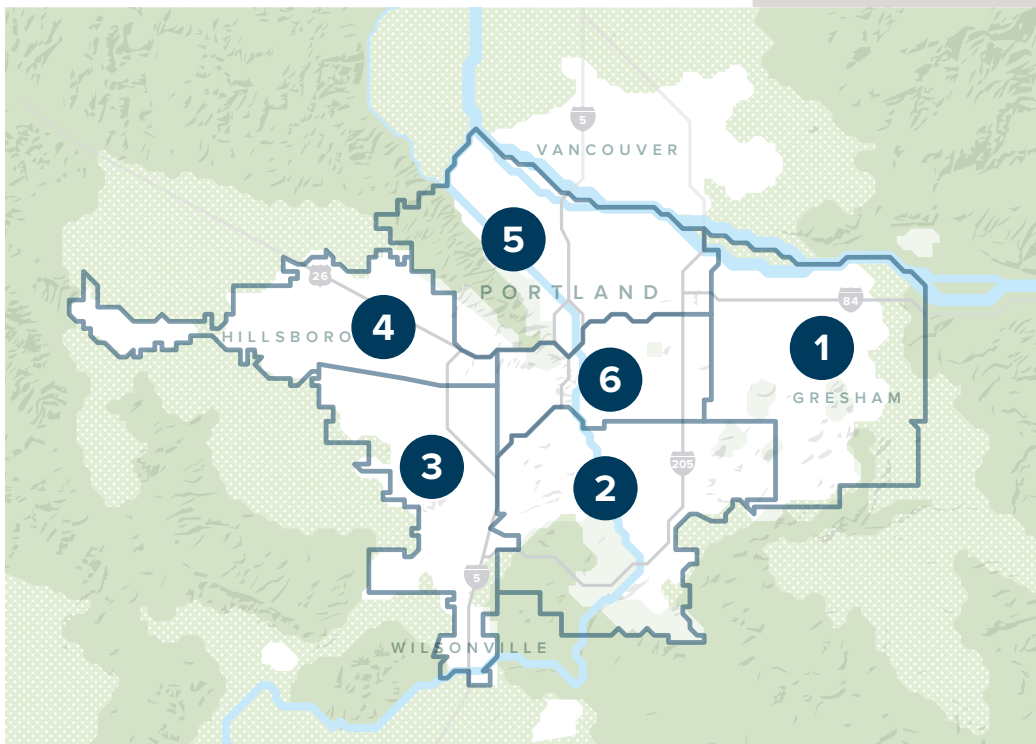 5
VANCOUVER
5
26
PORTLAND
84
4
HILLSBORO
1
6
GRESHAM
3
205
2
5
WILSONVILLE